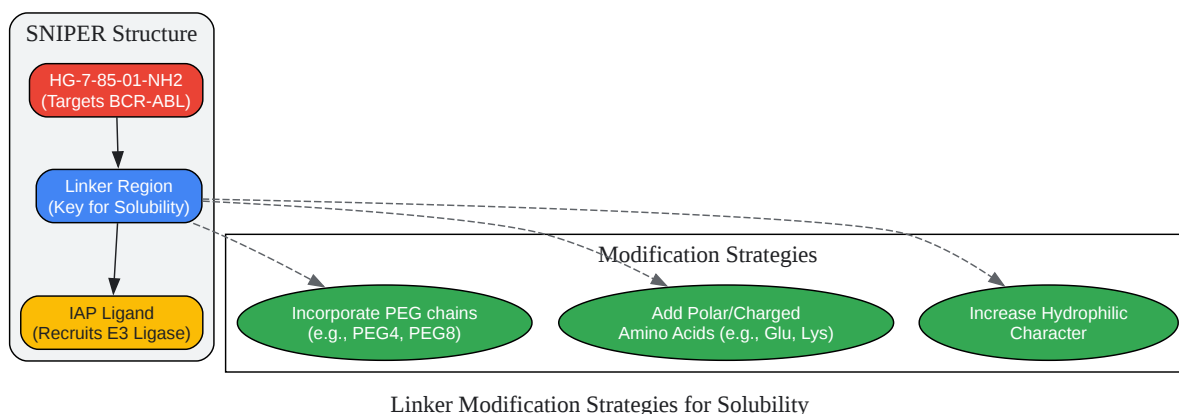 SNIPER Structure
HG-7-85-01-NH2
(Targets BCR-ABL)
Linker Region
(Key for Solubility)
IAP Ligand
(Recruits E3 Ligase)
Modification Strategies
Incorporate PEG chains
(e.g., PEG4, PEG8)
Add Polar/Charged
Amino Acids (e.g., Glu, Lys)
Increase Hydrophilic
Character
Linker Modification Strategies for Solubility